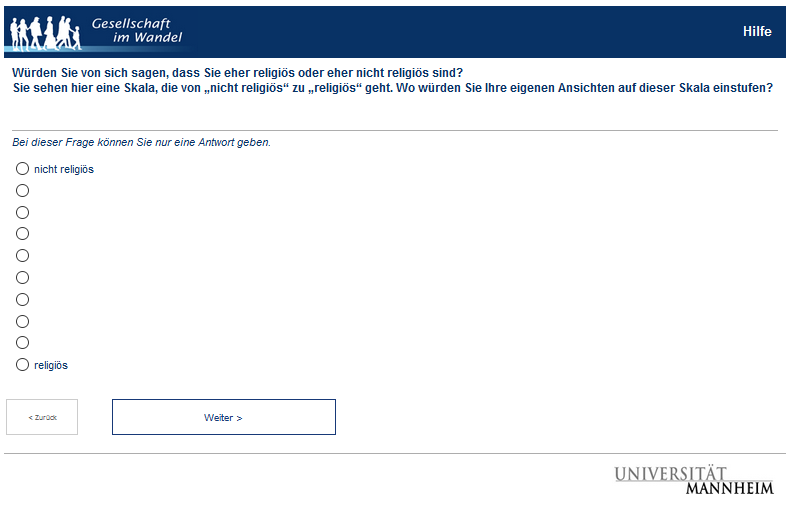 Gesellschaft
im Wandel
Hilfe
Würden Sie von sich sagen, dass Sie eher religiös oder eher nicht religiös sind?
Sie sehen hier eine Skala, die von „nicht religiös“ zu „religiös“ geht. Wo würden Sie Ihre eigenen Ansichten auf dieser Skala einstufen?
Bei dieser Frage können Sie nur eine Antwort geben.
nicht religiös
religiös
< Zurück
Weiter >
UNIVERSITÄT
MANNHEIM